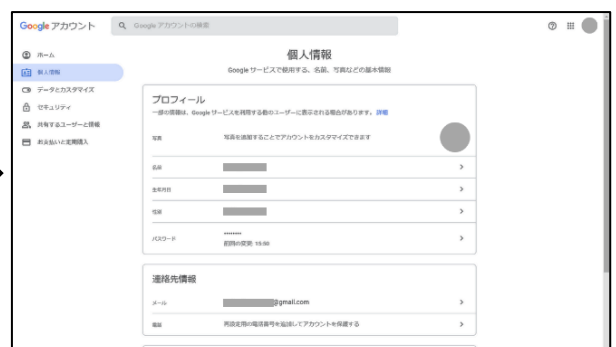 Google アカウント
Google アカウントの検索
ホーム
個人情報
データとカスタマイズ
セキュリティ
共有するユーザーと情報
お支払いと定期購入
個人情報
Google サービスで使用する、名前、写真などの基本情報
プロフィール
一部の情報は、Google サービスを利用する他のユーザーに表示される場合があります。 詳細
写真 写真を追加することでアカウントをカスタマイズできます
名前
生年月日
性別
パスワード ••••••••
前回の変更: 15:00
連絡先情報
メール @gmail.com
電話 再設定用の電話番号を追加してアカウントを保護する